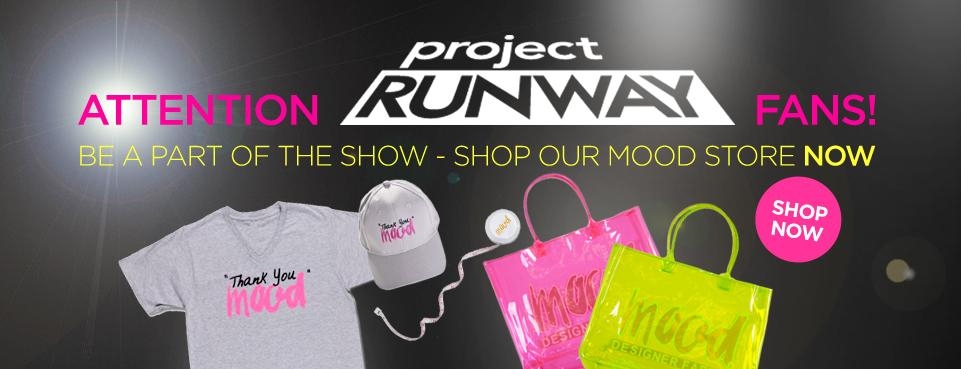 project
RUNWAY
ATTENTION FANS!
BE A PART OF THE SHOW - SHOP OUR MOOD STORE NOW
SHOP
NOW
"Thank You"
mood
"Thank You"
mood
mood
mood
DESIGNER
mood
DESIGNER FA